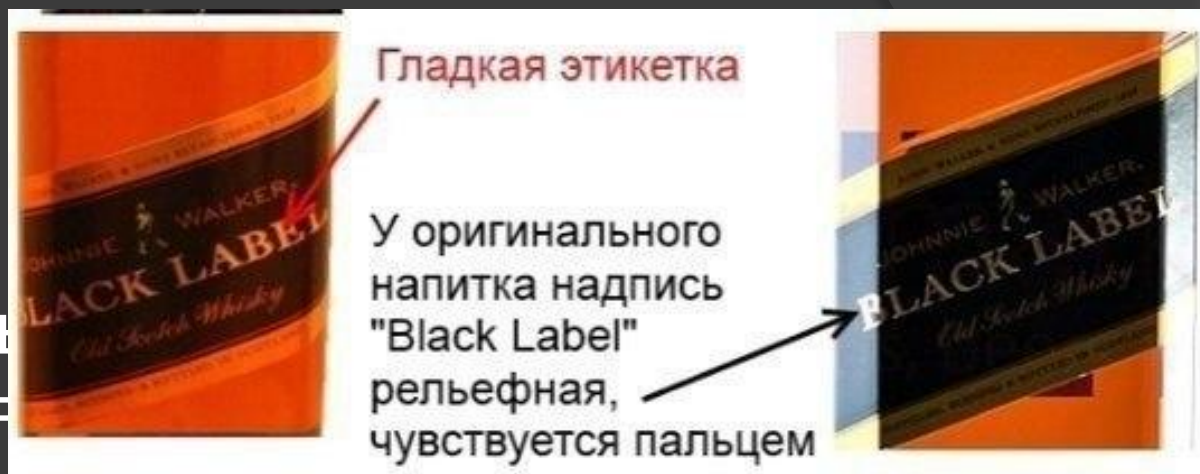 Гладкая этикетка
JOHNNIE WALKER.
BLACK LABEL
Old Scotch Whisky
У оригинального
напитка надпись
"Black Label"
рельефная,
чувствуется пальцем
JOHNNIE WALKER.
BLACK LABEL
Old Scotch Whisky